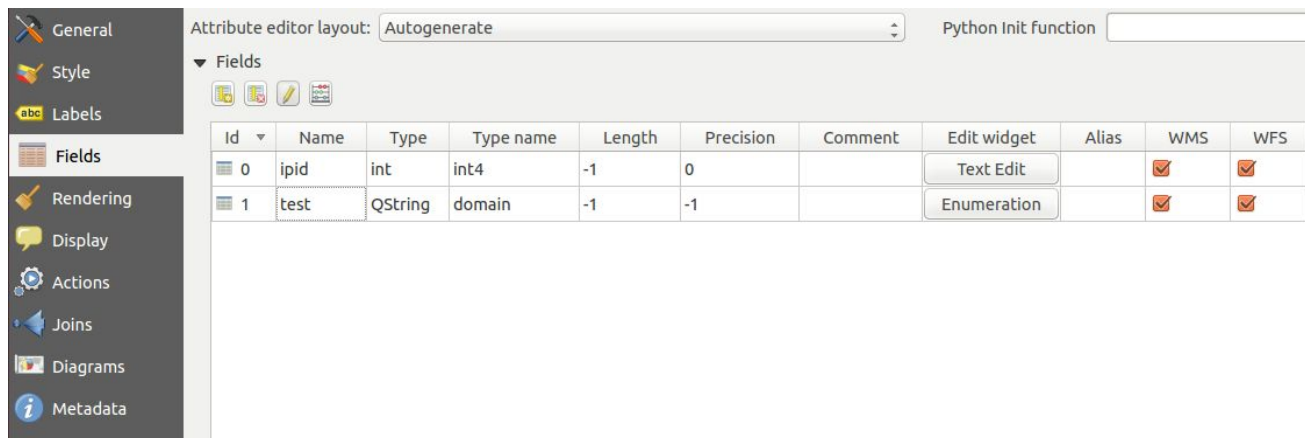 General
Style
abc Labels
Fields
Rendering
Display
Actions
Joins
Diagrams
i Metadata
Attribute editor layout: Autogenerate Python Init function
Fields
Id Name Type Type name Length Precision Comment Edit widget Alias WMS WFS
0 ipid int int4 -1 0 Text Edit
1 test QString domain -1 -1 Enumeration